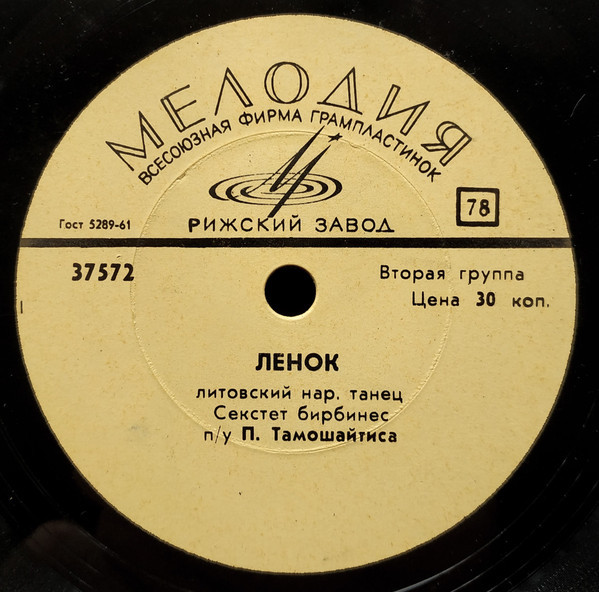 МЕЛОДИЯ
ВСЕСОЮЗНАЯ ФИРМА ГРАМПЛАСТИНОК
Гост 5289-61
РИЖСКИЙ ЗАВОД
78
37572
Вторая группа
Цена 30 коп.
ЛЕНОК
литовский нар. танец
Секстет бирбинес
п/у П. Тамошайтиса